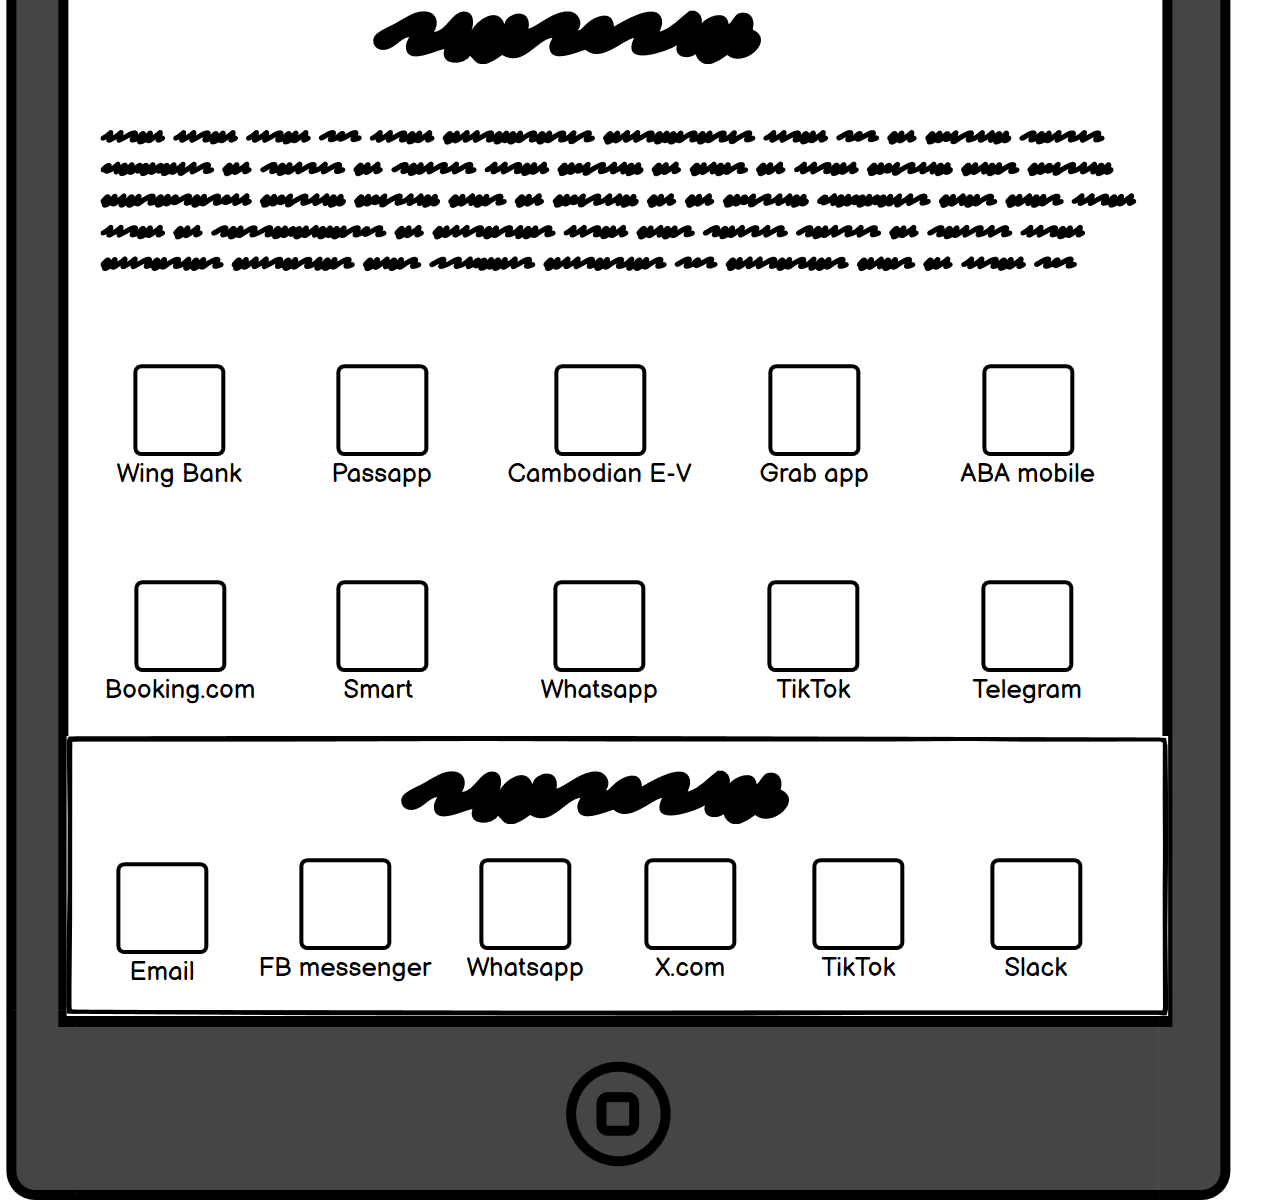 Wing Bank Passapp Cambodian E-V Grab app ABA mobile
Booking.com Smart Whatsapp TikTok Telegram
Email FB messenger Whatsapp X.com TikTok Slack